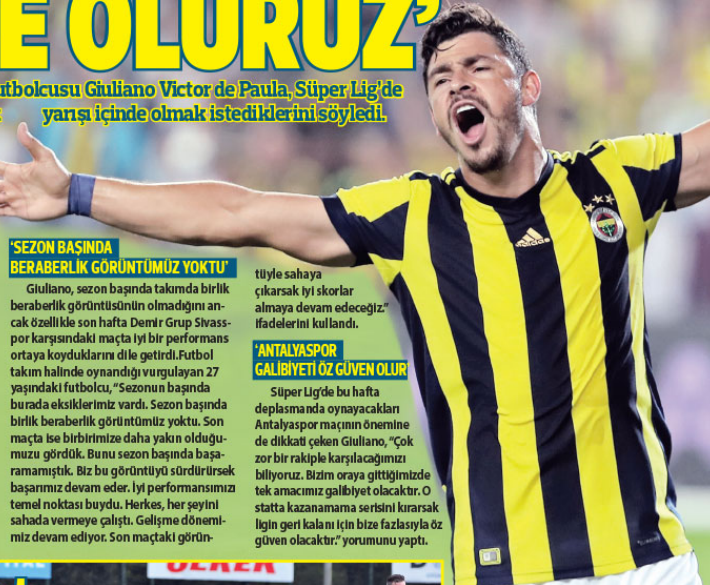 E OLURUZ'
utbolcusu Giuliano Victor de Paula, Süper Lig'de
yarışı içinde olmak istediklerini söyledi.
'SEZON BAŞINDA
BERABERLİK GÖRÜNTÜMÜZ YOKTU'
Giuliano, sezon başında takımda birlik
beraberlik görüntüsünün olmadığını an-
cak özellikle son hafta Demir Grup Sivass-
por karşısındaki maçta iyi bir performans
ortaya koyduklarını dile getirdi.Futbol
takım halinde oynandığı vurgulayan 27
yaşındaki futbolcu, "Sezonun başında
burada eksiklerimiz vardı. Sezon başında
birlik beraberlik görüntümüz yoktu. Son
maçta ise birbirimize daha yakın olduğu-
muzu gördük. Bunu sezon başında başa-
ramamıştık. Biz bu görüntüyü sürdürürsek
başarımız devam eder. İyi performansımızı
temel noktası buydu. Herkes, her şeyini
sahada vermeye çalıştı. Gelişme dönemi-
miz devam ediyor. Son maçtaki görün-
tüyle sahaya
çıkarsak iyi skorlar
almaya devam edeceğiz."
ifadelerini kullandı.
'ANTALYASPOR
GALİBİYETİ ÖZ GÜVEN OLUR'
Süper Lig'de bu hafta
deplasmanda oynayacakları
Antalyaspor maçının önemine
de dikkati çeken Giuliano, "Çok
zor bir rakiple karşılacağımızı
biliyoruz. Bizim oraya gittiğimizde
tek amacımız galibiyet olacaktır. O
statta kazanamama serisini kırarsak
ligin geri kalanı için bize fazlasıyla öz
güven olacaktır." yorumunu yaptı.
adidas
ÜLKER